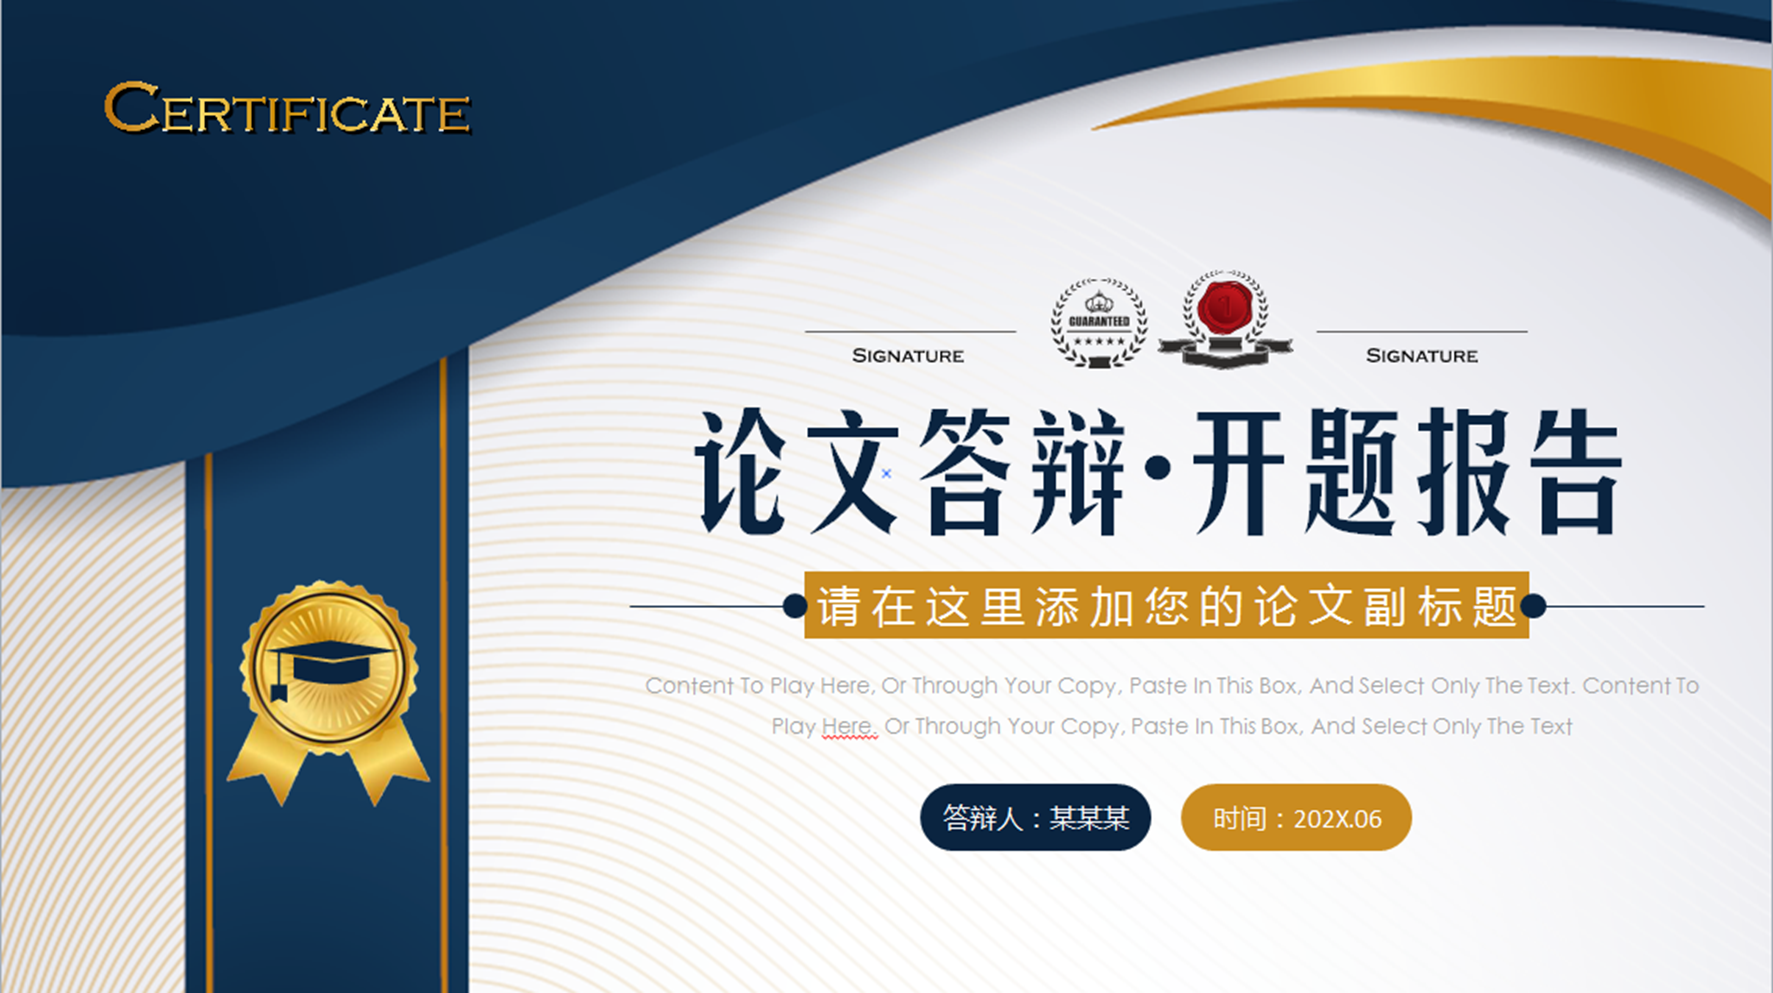 CERTIFICATE
GUARANTEED
1
SIGNATURE
SIGNATURE
论文答辩·开题报告
请在这里添加您的论文副标题
Content To Play Here, Or Through Your Copy, Paste In This Box, And Select Only The Text. Content To
Play Here. Or Through Your Copy, Paste In This Box, And Select Only The Text
答辩人：某某某
时间：202X.06